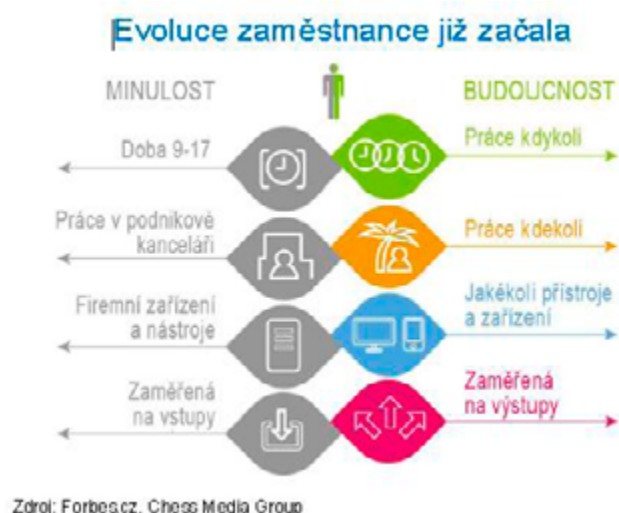 Evoluce zaměstnance již začala
MINULOST
BUDOUCNOST
Doba 9-17
Práce kdykoli
Práce v podnikové
kanceláři
Práce kdekoli
Firemní zařízení
a nástroje
Jakékoli přístroje
a zařízení
Zaměřená
na vstupy
Zaměřená
na výstupy
Zdroj: Forbes.cz, Chess Media Group